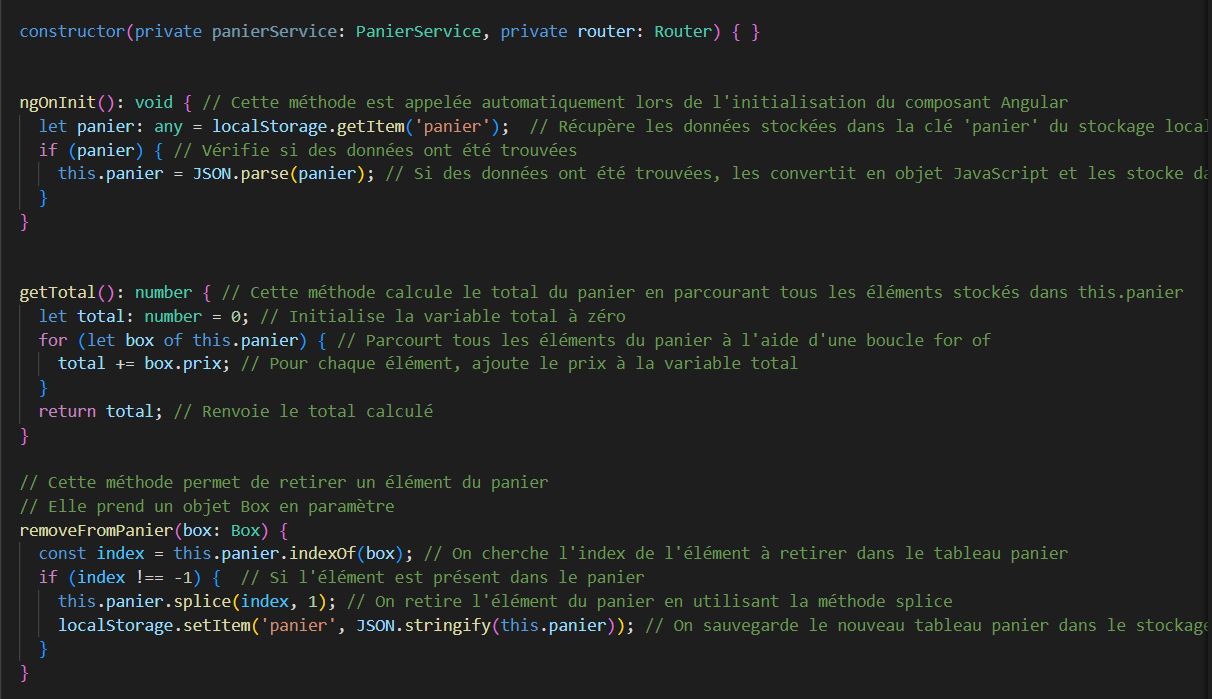 constructor(private panierService: PanierService, private router: Router) { }
ngOnInit(): void { // Cette méthode est appelée automatiquement lors de l'initialisation du composant Angular
let panier: any = localStorage.getItem('panier');  // Récupère les données stockées dans la clé 'panier' du stockage local
if (panier) { // Vérifie si des données ont été trouvées
this.panier = JSON.parse(panier); // Si des données ont été trouvées, les convertit en objet JavaScript et les stocke
}
}
getTotal(): number { // Cette méthode calcule le total du panier en parcourant tous les éléments stockés dans this.panier
let total: number = 0; // Initialise la variable total à zéro
for (let box of this.panier) { // Parcourt tous les éléments du panier à l'aide d'une boucle for of
total += box.prix; // Pour chaque élément, ajoute le prix à la variable total
}
return total; // Renvoie le total calculé
}
// Cette méthode permet de retirer un élément du panier
// Elle prend un objet Box en paramètre
removeFromPanier(box: Box) {
const index = this.panier.indexOf(box); // On cherche l'index de l'élément à retirer dans le tableau panier
if (index !== -1) {  // Si l'élément est présent dans le panier
this.panier.splice(index, 1); // On retire l'élément du panier en utilisant la méthode splice
localStorage.setItem('panier', JSON.stringify(this.panier)); // On sauvegarde le nouveau tableau panier dans le stockage
}
}